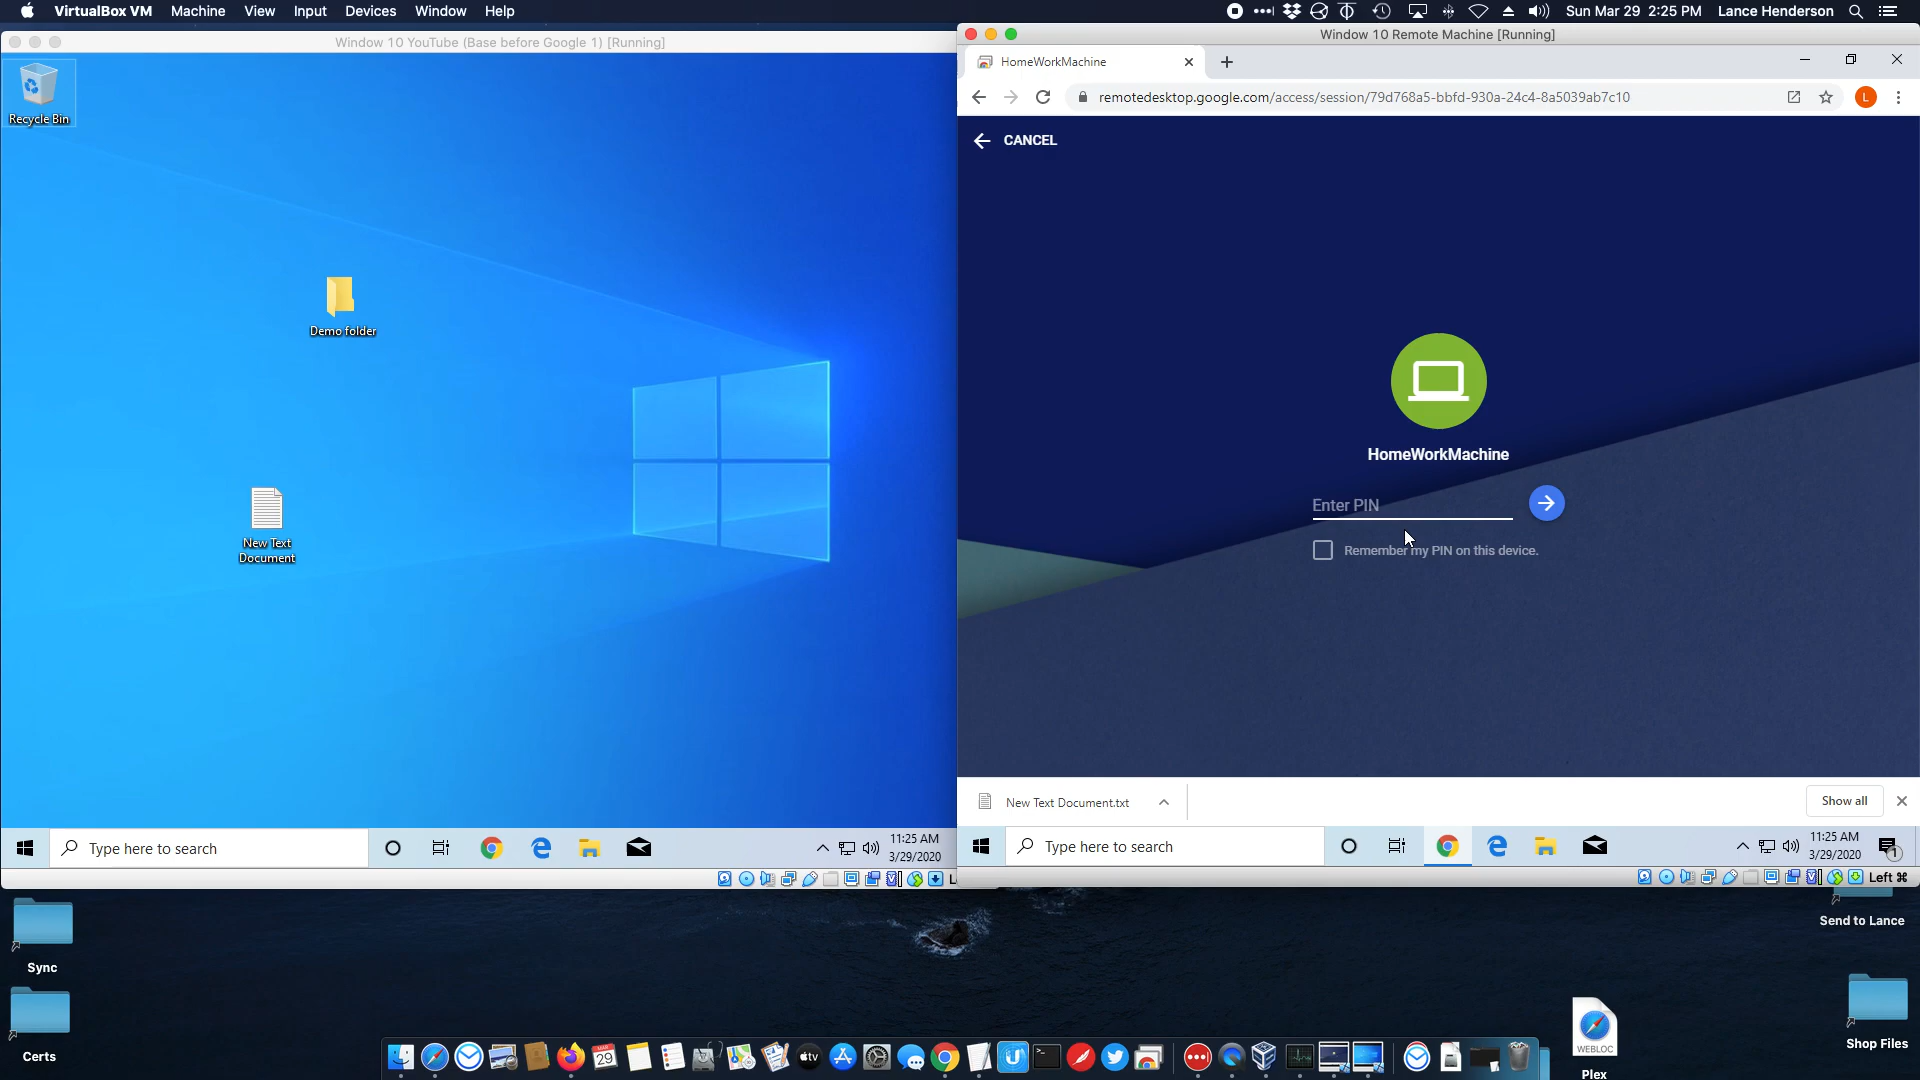 VirtualBox VM Machine View Input Devices Window Help
Sun Mar 29 2:25 PM Lance Henderson
Window 10 YouTube (Base before Google 1) [Running]
Recycle Bin
Demo folder
New Text
Document
Type here to search
11:25 AM
3/29/2020
Window 10 Remote Machine [Running]
HomeWorkMachine
remotedesktop.google.com/access/session/79d768a5-bbfd-930a-24c4-8a5039ab7c10
L
CANCEL
HomeWorkMachine
Enter PIN
Remember my PIN on this device.
New Text Document.txt
Show all
Type here to search
11:25 AM
3/29/2020
1
Left ⌘
Sync
Certs
Send to Lance
Shop Files
WEBLOC
Plex
MAR
29
tv